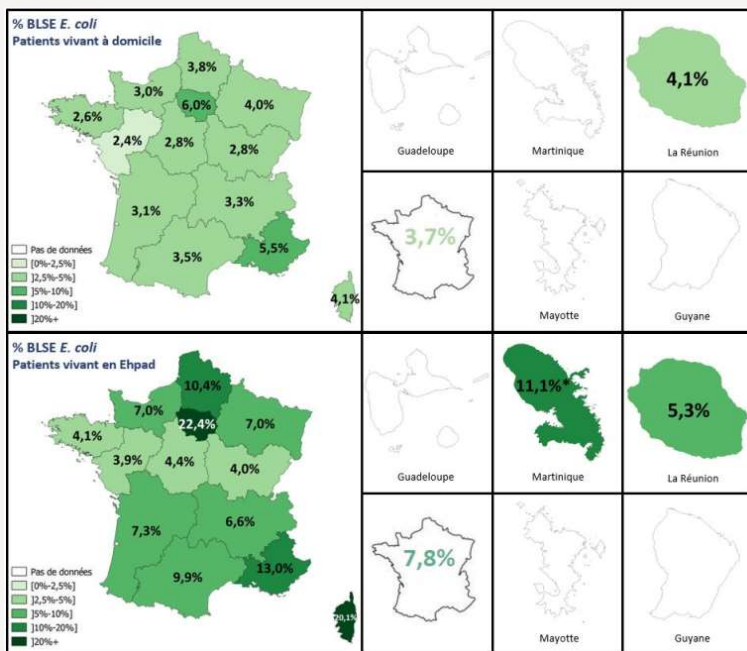 % BLSE E. coli
Patients vivant à domicile
3,8%
3,0%
6,0%
4,0%
2,6%
2,4%
2,8%
2,8%
3,1%
3,3%
3,5%
5,5%
4,1%
Pas de données
[0%-2,5%]
]2,5%-5%]
]5%-10%]
]10%-20%]
]20%+
Guadeloupe
Martinique
4,1%
La Réunion
3,7%
Mayotte
Guyane
% BLSE E. coli
Patients vivant en Ehpad
10,4%
7,0%
22,4%
7,0%
4,1%
3,9%
4,4%
4,0%
7,3%
6,6%
9,9%
13,0%
20,1%
Pas de données
[0%-2,5%]
]2,5%-5%]
]5%-10%]
]10%-20%]
]20%+
Guadeloupe
11,1%*
Martinique
5,3%
La Réunion
7,8%
Mayotte
Guyane